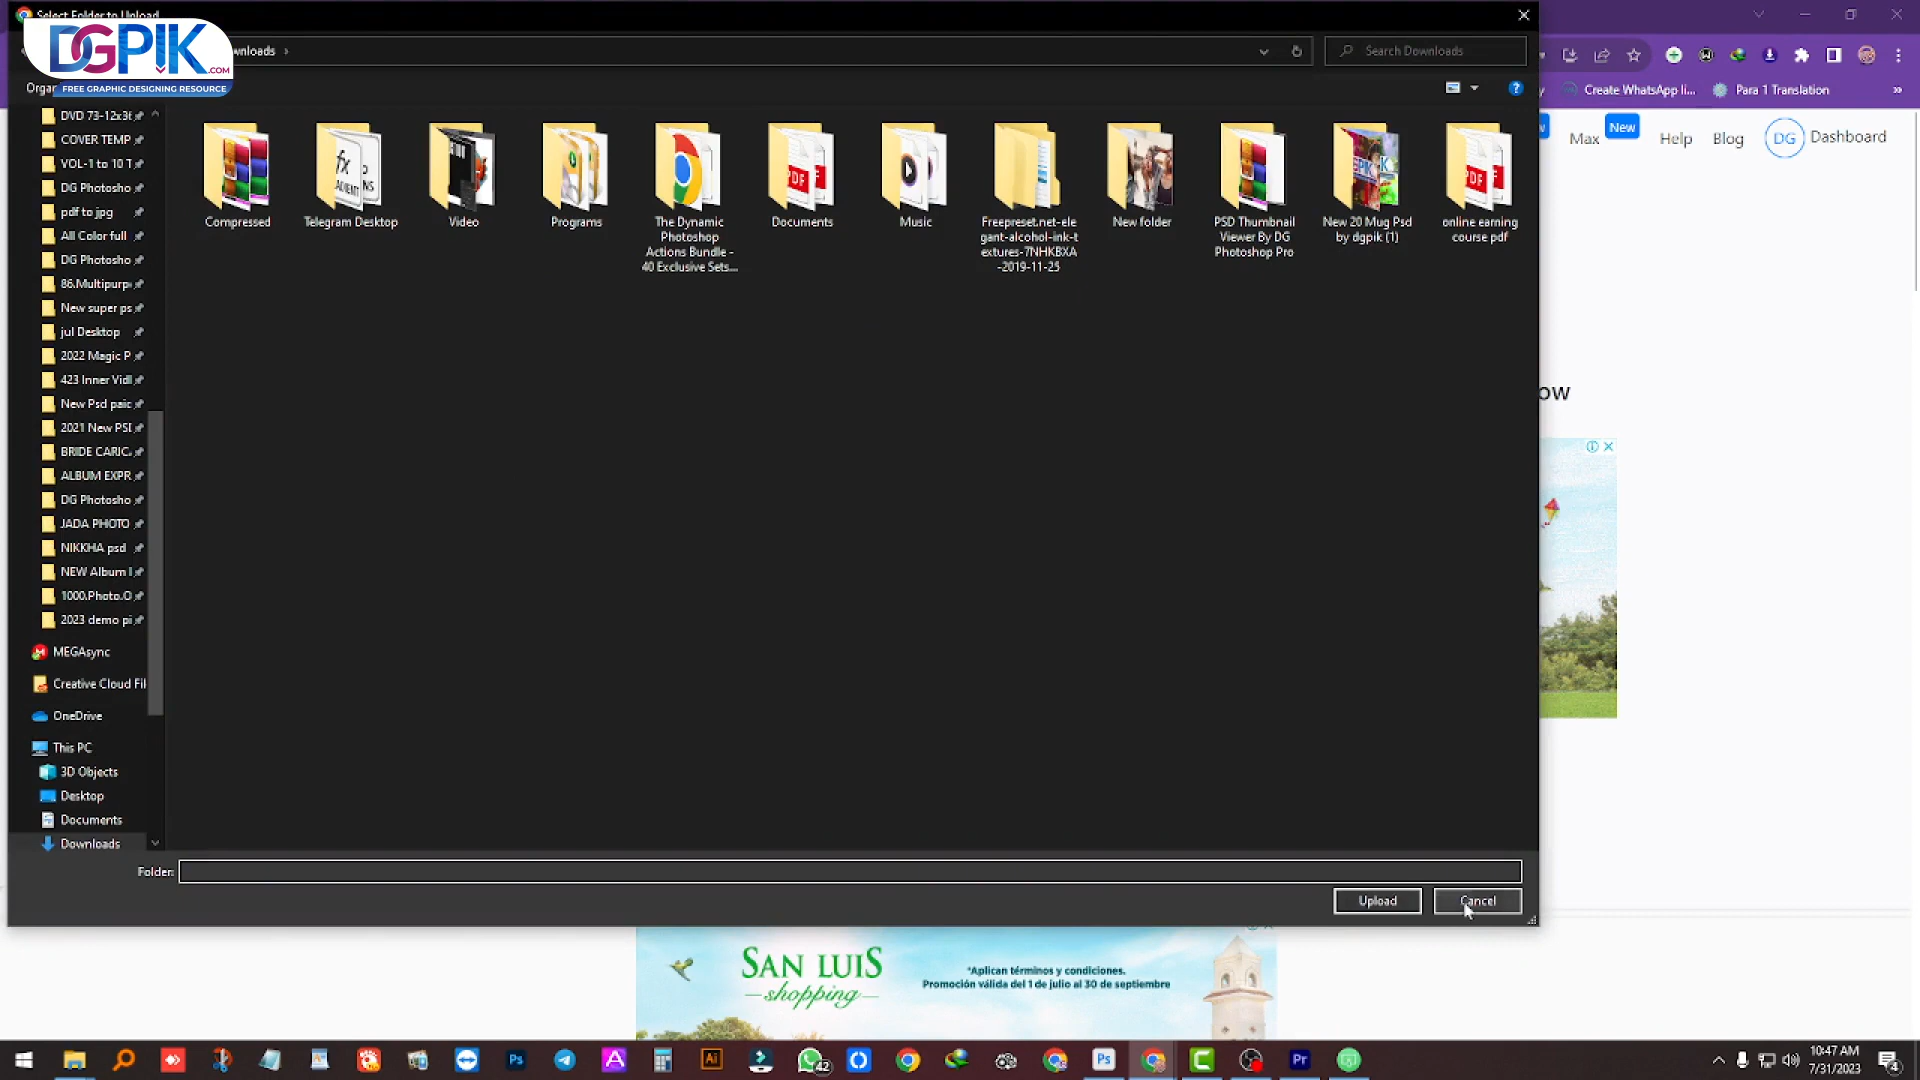 Select Folder to Upload
DGPIK.COM
FREE GRAPHIC DESIGNING RESOURCE
wnloads
Search Downloads
Orgar
Create WhatsApp li...
Para 1 Translation
Max
New
Help
Blog
DG
Dashboard
DVD 73-12x36
COVER TEMP
VOL-1 to 10 T
DG Photosho
pdf to jpg
All Color full
DG Photosho
86.Multipurp
New super ps
jul Desktop
2022 Magic P
423 Inner Vidl
New Psd paid
2021 New PSD
BRIDE CARIC
ALBUM EXPR
DG Photosho
JADA PHOTO
NIKKHA psd
NEW Album I
1000.Photo.O
2023 demo pi
MEGAsync
Creative Cloud Fil
OneDrive
This PC
3D Objects
Desktop
Documents
Downloads
Compressed
Telegram Desktop
Video
Programs
The Dynamic
Photoshop
Actions Bundle -
40 Exclusive Sets...
Documents
Music
Freepreset.net-ele
gant-alcohol-ink-t
extures-7NHKBXA
-2019-11-25
New folder
PSD Thumbnail
Viewer By DG
Photoshop Pro
New 20 Mug Psd
by dgpik (1)
online earning
course pdf
ow
Folder:
Upload
Cancel
SAN LUIS
shopping
*Aplican términos y condiciones.
Promoción válida del 1 de julio al 30 de septiembre
42
10:47 AM
7/31/2023
4